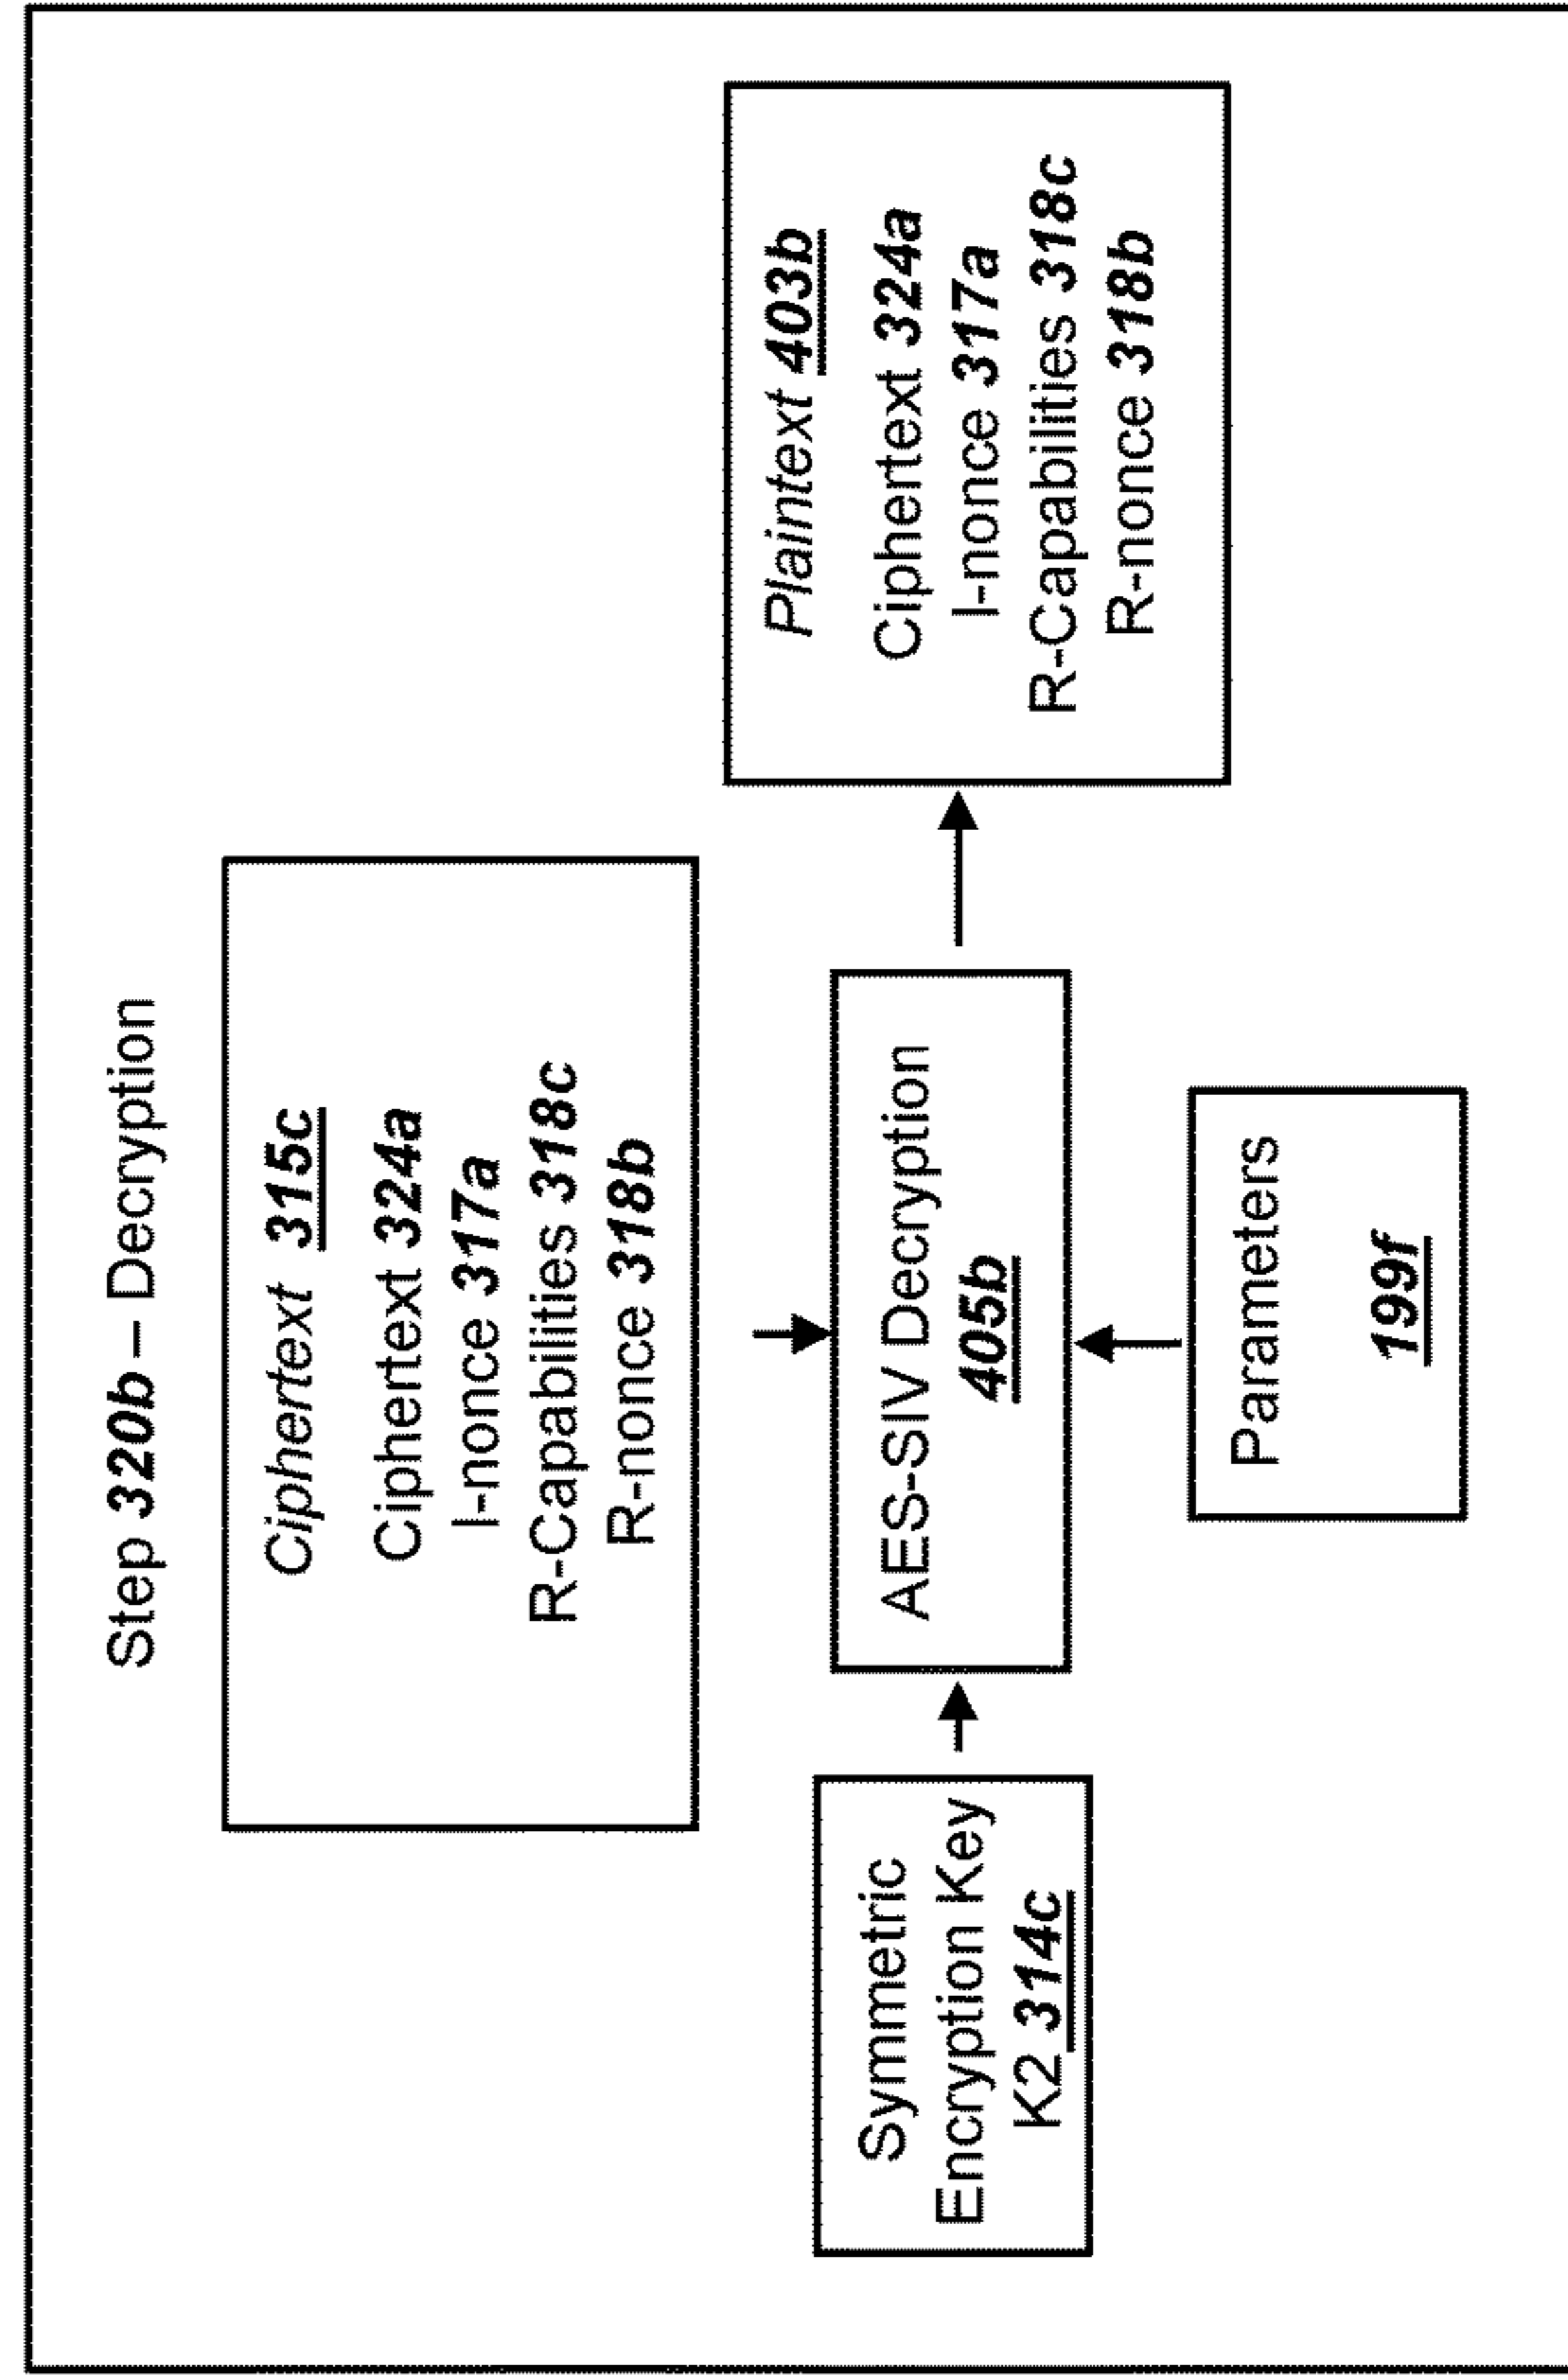 Step 320b – Decryption
Ciphertext 315c
Ciphertext 324a
I-nonce 317a
R-Capabilities 318c
R-nonce 318b
Symmetric
Encryption Key
K2 314c
AES-SIV Decryption
405b
Plaintext 403b
Ciphertext 324a
I-nonce 317a
R-Capabilities 318c
R-nonce 318b
Parameters
199f